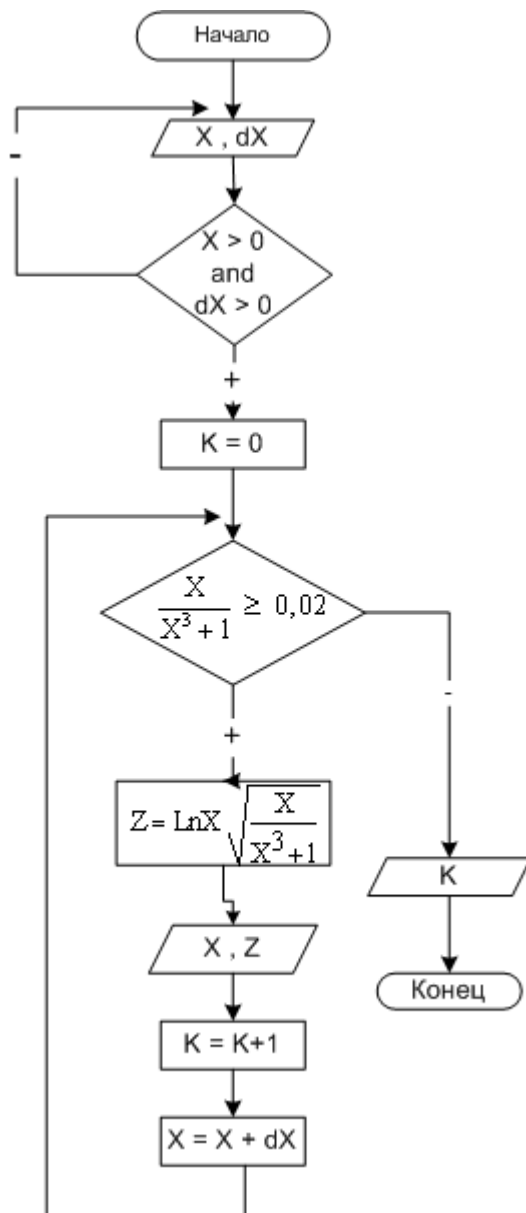 Начало
X , dX
-
X > 0
and
dX > 0
+
K = 0
X
X³ + 1
≥ 0,02
-
+
Z = LnX √
X
X³+1
K
X , Z
Конец
K = K+1
X = X + dX